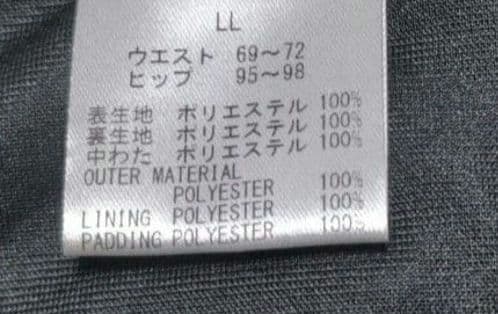 LL
ウエスト 69～72
ヒップ 95～98
表生地 ポリエステル 100%
裏生地 ポリエステル 100%
中わた ポリエステル 100%
OUTER MATERIAL
POLYESTER 100%
LINING POLYESTER 100%
PADDING POLYESTER 100%